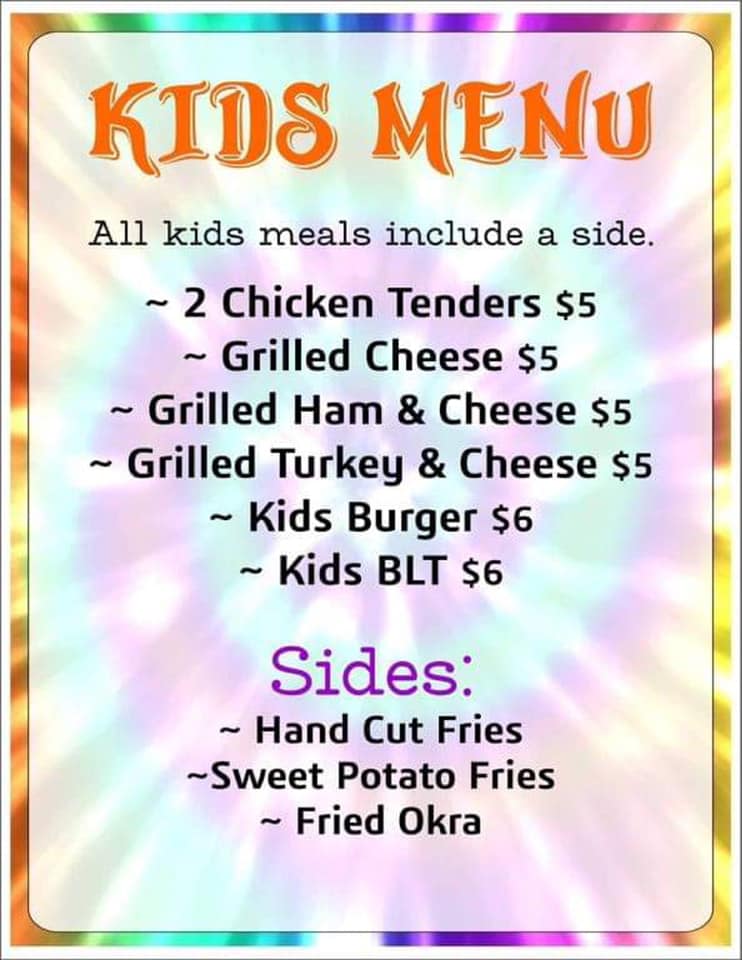 KIDS MENU
All kids meals include a side.
~ 2 Chicken Tenders $5
~ Grilled Cheese $5
~ Grilled Ham & Cheese $5
~ Grilled Turkey & Cheese $5
~ Kids Burger $6
~ Kids BLT $6
Sides:
~ Hand Cut Fries
~Sweet Potato Fries
~ Fried Okra